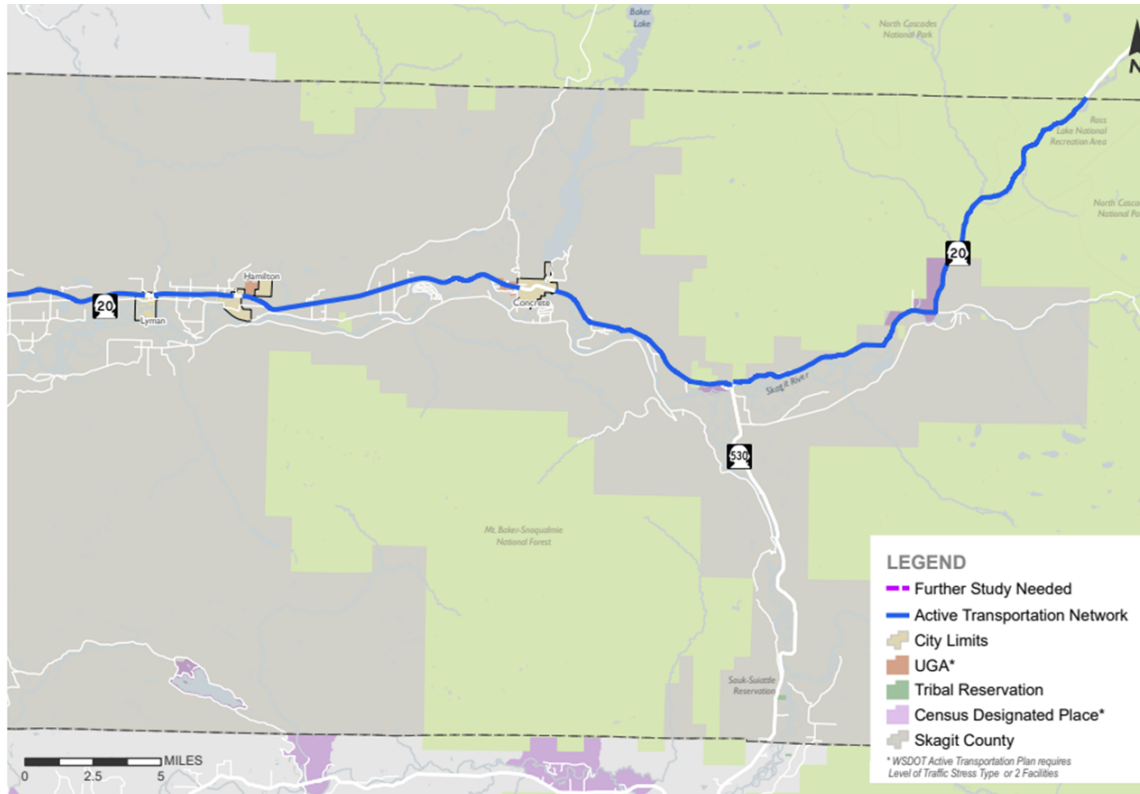 Baker
Lake
North Cascades
National Park
N
Ross
Lake National
Recreation Area
North Casc
National Pa
20
Hamilton
20
Lyman
Concrete
Skagit River
530
Mt. Baker-Snoqualmie
National Forest
Sauk-Suiattle
Reservation
LEGEND
Further Study Needed
Active Transportation Network
City Limits
UGA*
Tribal Reservation
Census Designated Place*
Skagit County
* WSDOT Active Transportation Plan requires
Level of Traffic Stress Type or 2 Facilities
MILES
0 2.5 5